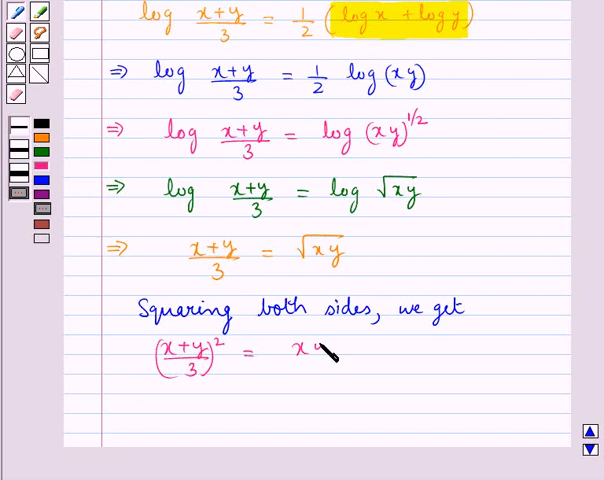 log (x+y)/3 = 1/2 (log x + log y)
⇒ log (x+y)/3 = 1/2 log (xy)
⇒ log (x+y)/3 = log (xy)^1/2
⇒ log (x+y)/3 = log √xy
⇒ (x+y)/3 = √xy
Squaring both sides, we get
((x+y)/3)² = xy